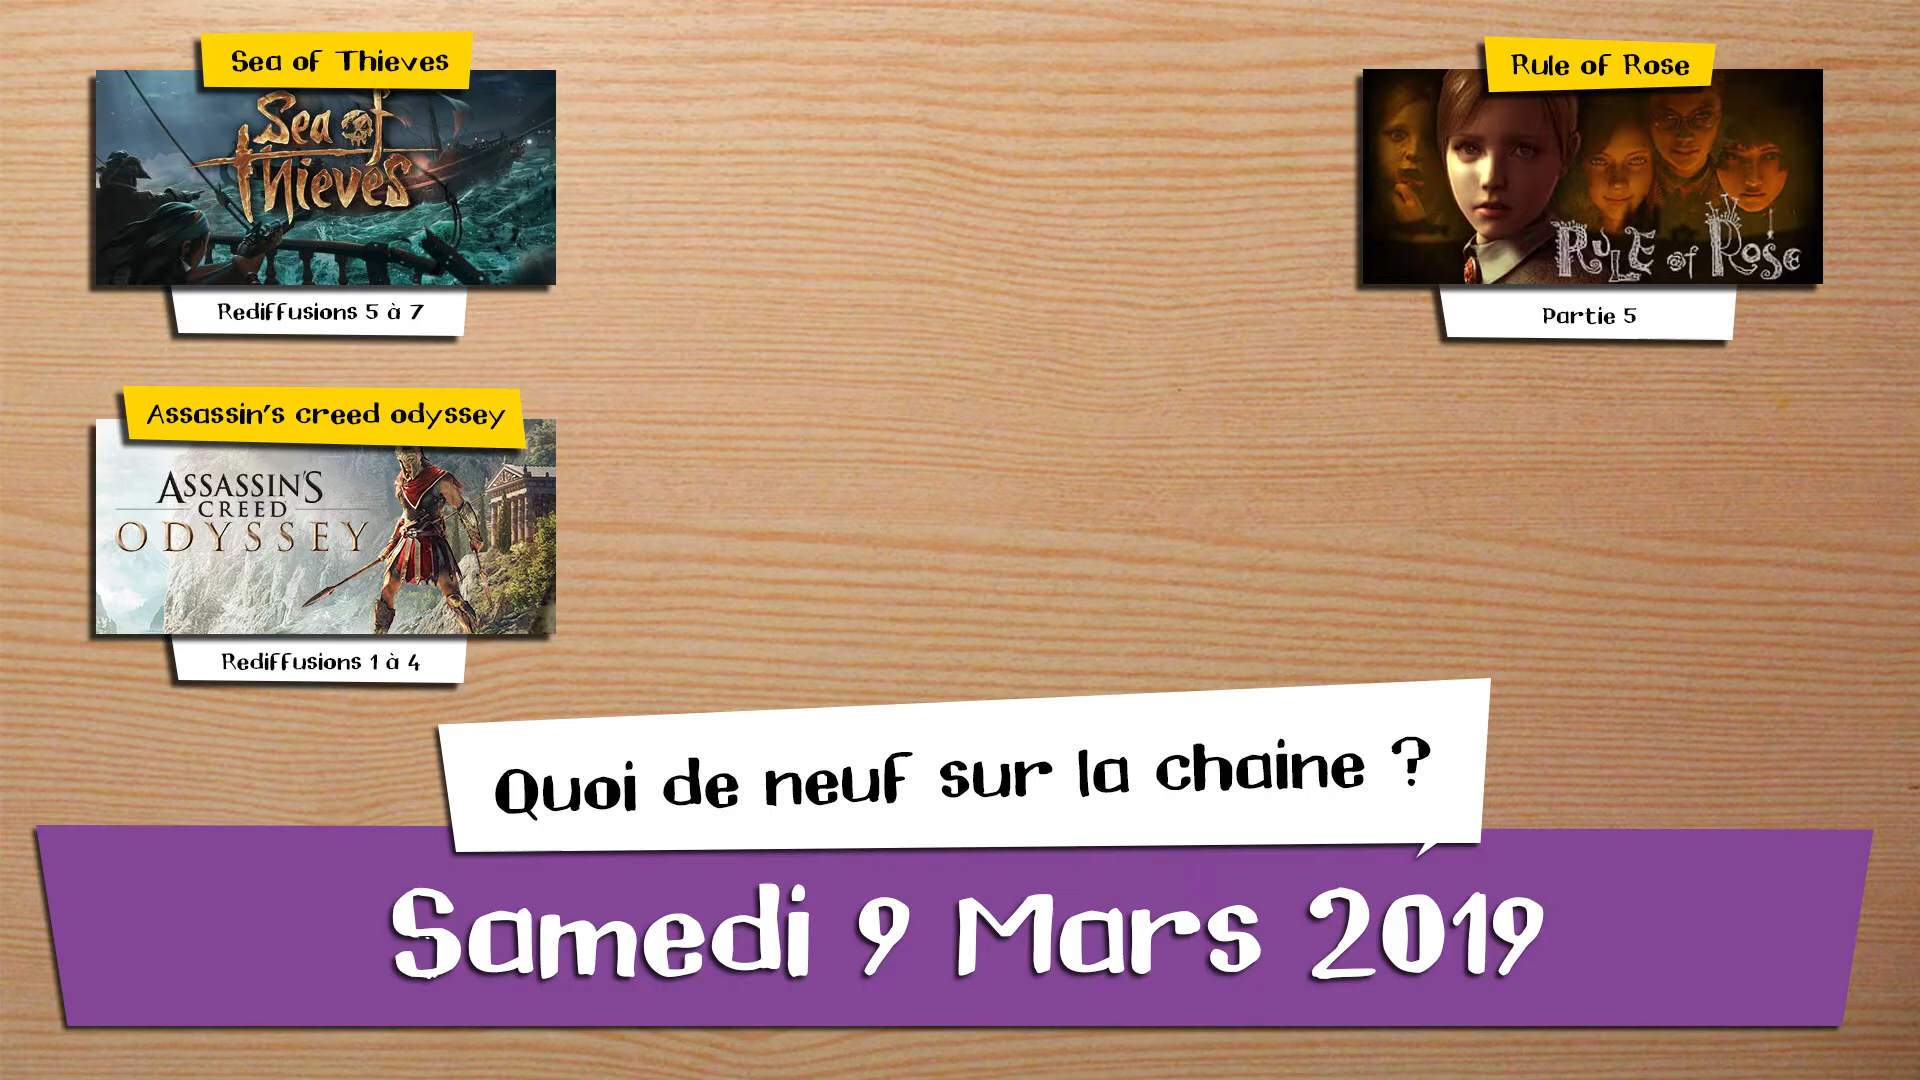 Sea of Thieves
Sea of
Thieves
Rediffusions 5 à 7
Rule of Rose
RULE of Rose
Partie 5
Assassin's creed odyssey
ASSASSIN'S
CREED
ODYSSEY
Rediffusions 1 à 4
Quoi de neuf sur la chaine ?
Samedi 9 Mars 2019